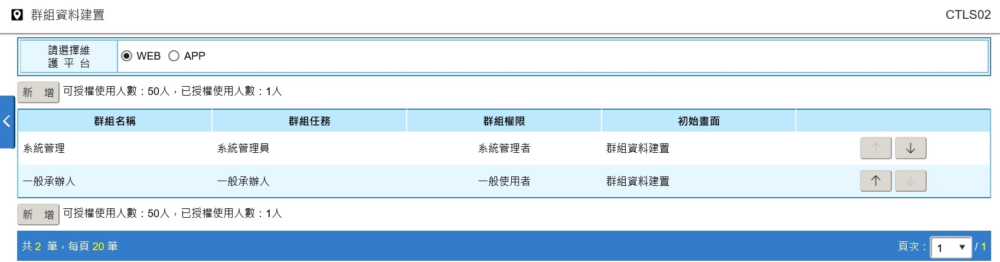 群組資料建置 CTLS02
請選擇維
護平台
WEB APP
新 增 可授權使用人數：50人，已授權使用人數：1人
群組名稱 群組任務 群組權限 初始畫面
系統管理 系統管理員 系統管理者 群組資料建置
一般承辦人 一般承辦人 一般使用者 群組資料建置
新 增 可授權使用人數：50人，已授權使用人數：1人
共 2 筆，每頁 20 筆 頁次：1 / 1